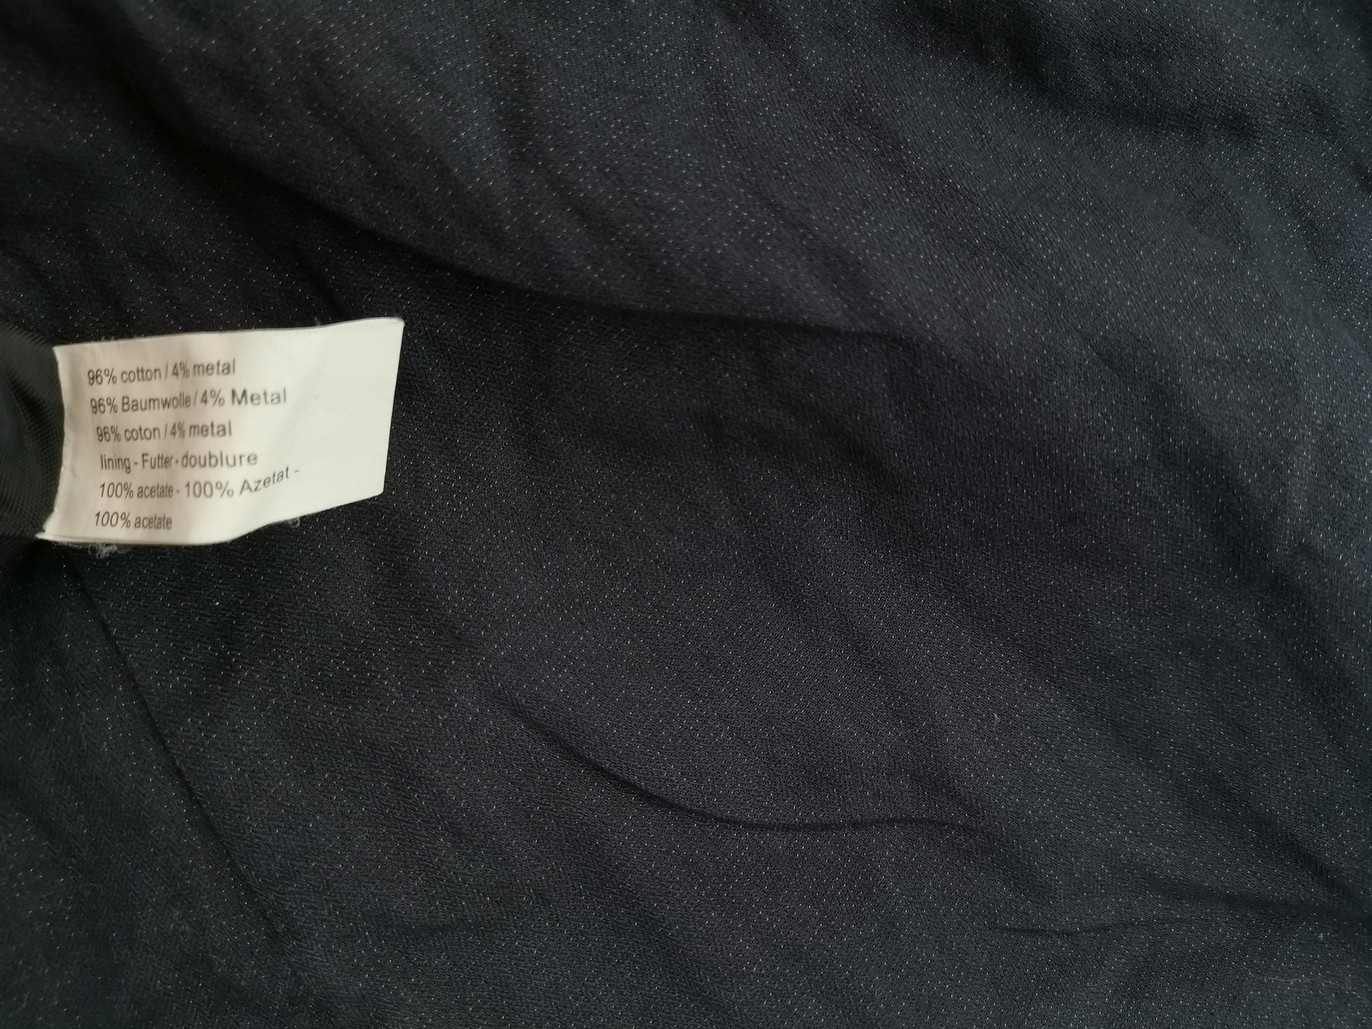 96% cotton / 4% metal
96% Baumwolle / 4% Metal
96% coton / 4% metal
lining - Futter - doublure
100% acetate - 100% Azetat -
100% acetate